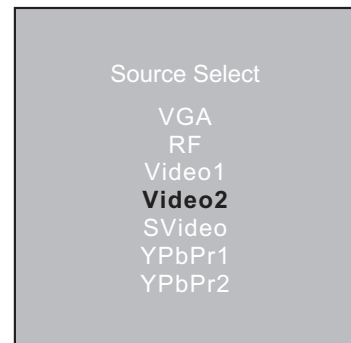 Source Select
VGA
RF
Video1
Video2
SVideo
YPbPr1
YPbPr2